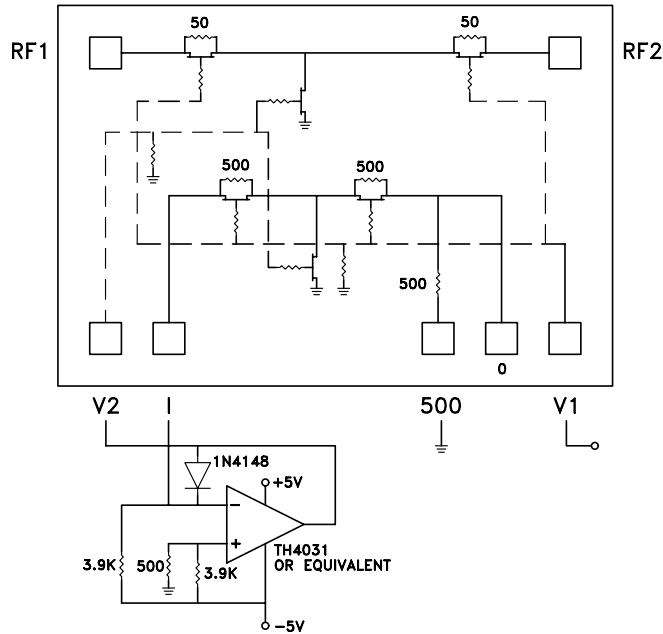 50 50
RF1 RF2
500 500
500
0
V2 I 500 V1
1N4148
+5V
−
+
3.9K 500 3.9K
TH4031
OR EQUIVALENT
−5V